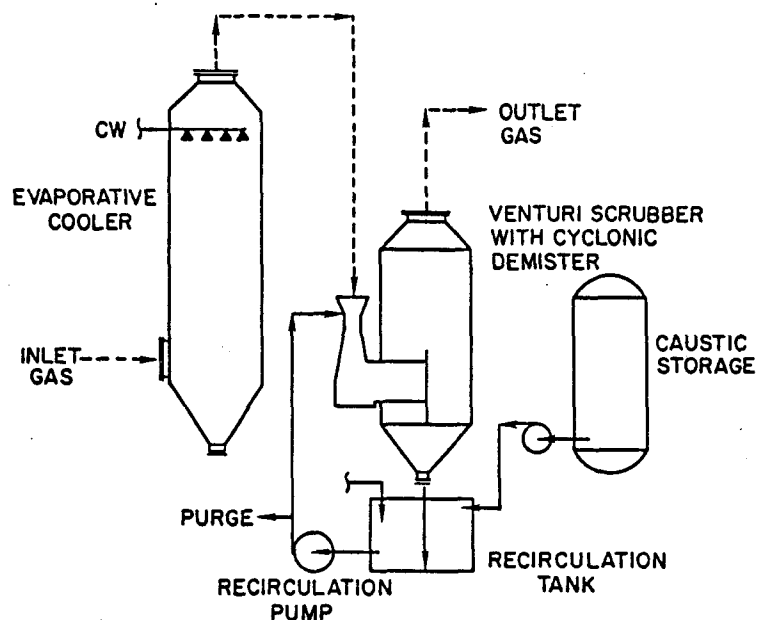 CW
EVAPORATIVE
COOLER
INLET
GAS
OUTLET
GAS
VENTURI SCRUBBER
WITH CYCLONIC
DEMISTER
CAUSTIC
STORAGE
PURGE
RECIRCULATION
PUMP
RECIRCULATION
TANK